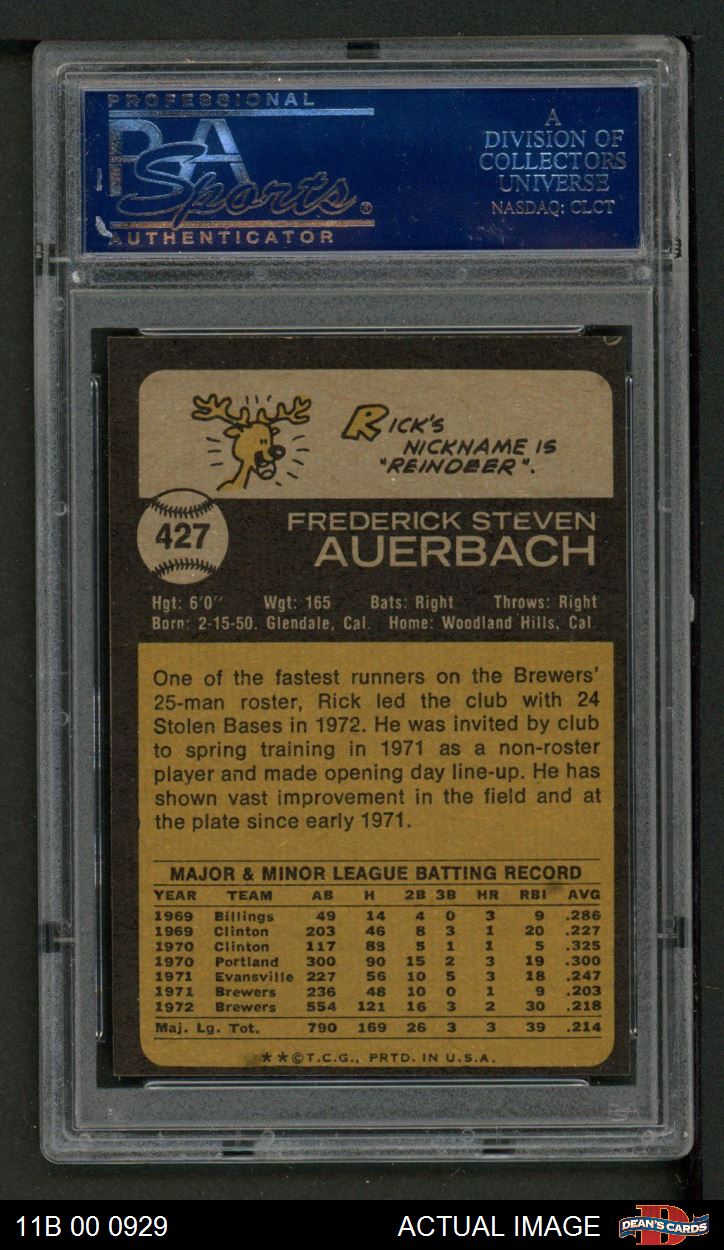 PROFESSIONAL
PSA
Sports®
AUTHENTICATOR
A
DIVISION OF
COLLECTORS
UNIVERSE
NASDAQ: CLCT
RICK'S
NICKNAME IS
"REINDEER".
427
FREDERICK STEVEN
AUERBACH
Hgt: 6'0" Wgt: 165 Bats: Right Throws: Right
Born: 2-15-50. Glendale, Cal. Home: Woodland Hills, Cal.
One of the fastest runners on the Brewers'
25-man roster, Rick led the club with 24
Stolen Bases in 1972. He was invited by club
to spring training in 1971 as a non-roster
player and made opening day line-up. He has
shown vast improvement in the field and at
the plate since early 1971.
MAJOR & MINOR LEAGUE BATTING RECORD
YEAR TEAM AB H 2B 3B HR RBI AVG
1969 Billings 49 14 4 0 3 9 .286
1969 Clinton 203 46 8 3 1 20 .227
1970 Clinton 117 38 5 1 1 5 .325
1970 Portland 300 90 15 2 3 19 .300
1971 Evansville 227 56 10 5 3 18 .247
1971 Brewers 236 48 10 0 1 9 .203
1972 Brewers 554 121 16 3 2 30 .218
Maj. Lg. Tot. 790 169 26 3 3 39 .214
**©T.C.G., PRTD. IN U.S.A.
11B 00 0929
ACTUAL IMAGE
DEAN'S CARDS